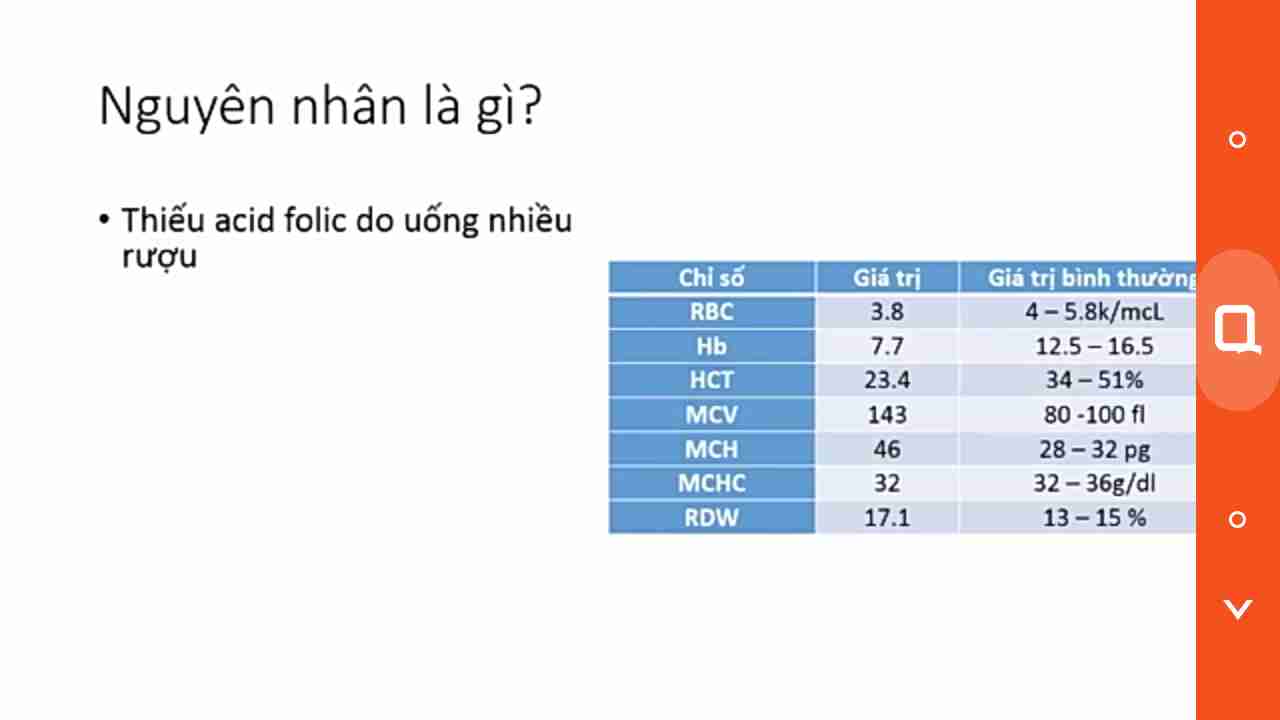 Nguyên nhân là gì?
• Thiếu acid folic do uống nhiều
rượu
Chỉ số Giá trị Giá trị bình thường
RBC 3.8 4 – 5.8k/mcL
Hb 7.7 12.5 – 16.5
HCT 23.4 34 – 51%
MCV 143 80 -100 fl
MCH 46 28 – 32 pg
MCHC 32 32 – 36g/dl
RDW 17.1 13 – 15 %